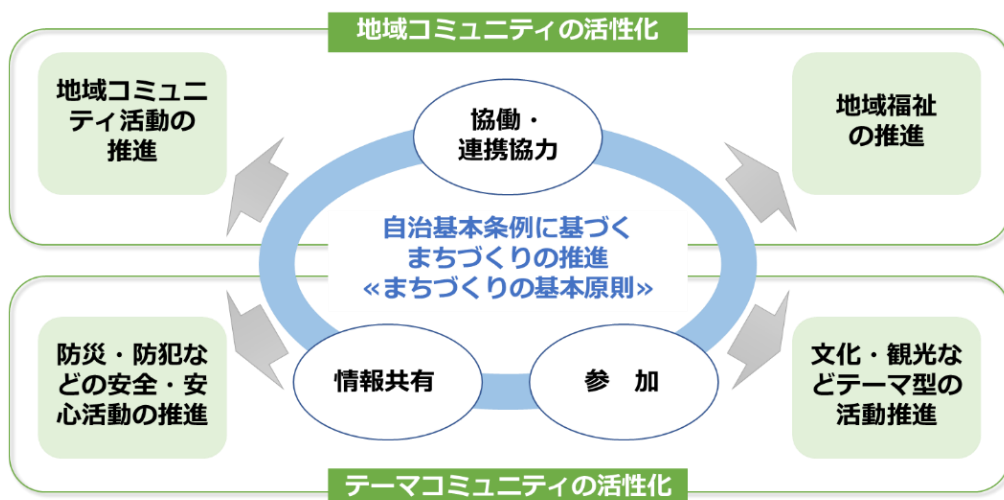 地域コミュニティの活性化
地域コミュニ
ティ活動の
推進
協働・
連携協力
地域福祉
の推進
自治基本条例に基づく
まちづくりの推進
«まちづくりの基本原則»
防災・防犯な
どの安全・安
心活動の推進
情報共有
参　加
文化・観光な
どテーマ型の
活動推進
テーマコミュニティの活性化